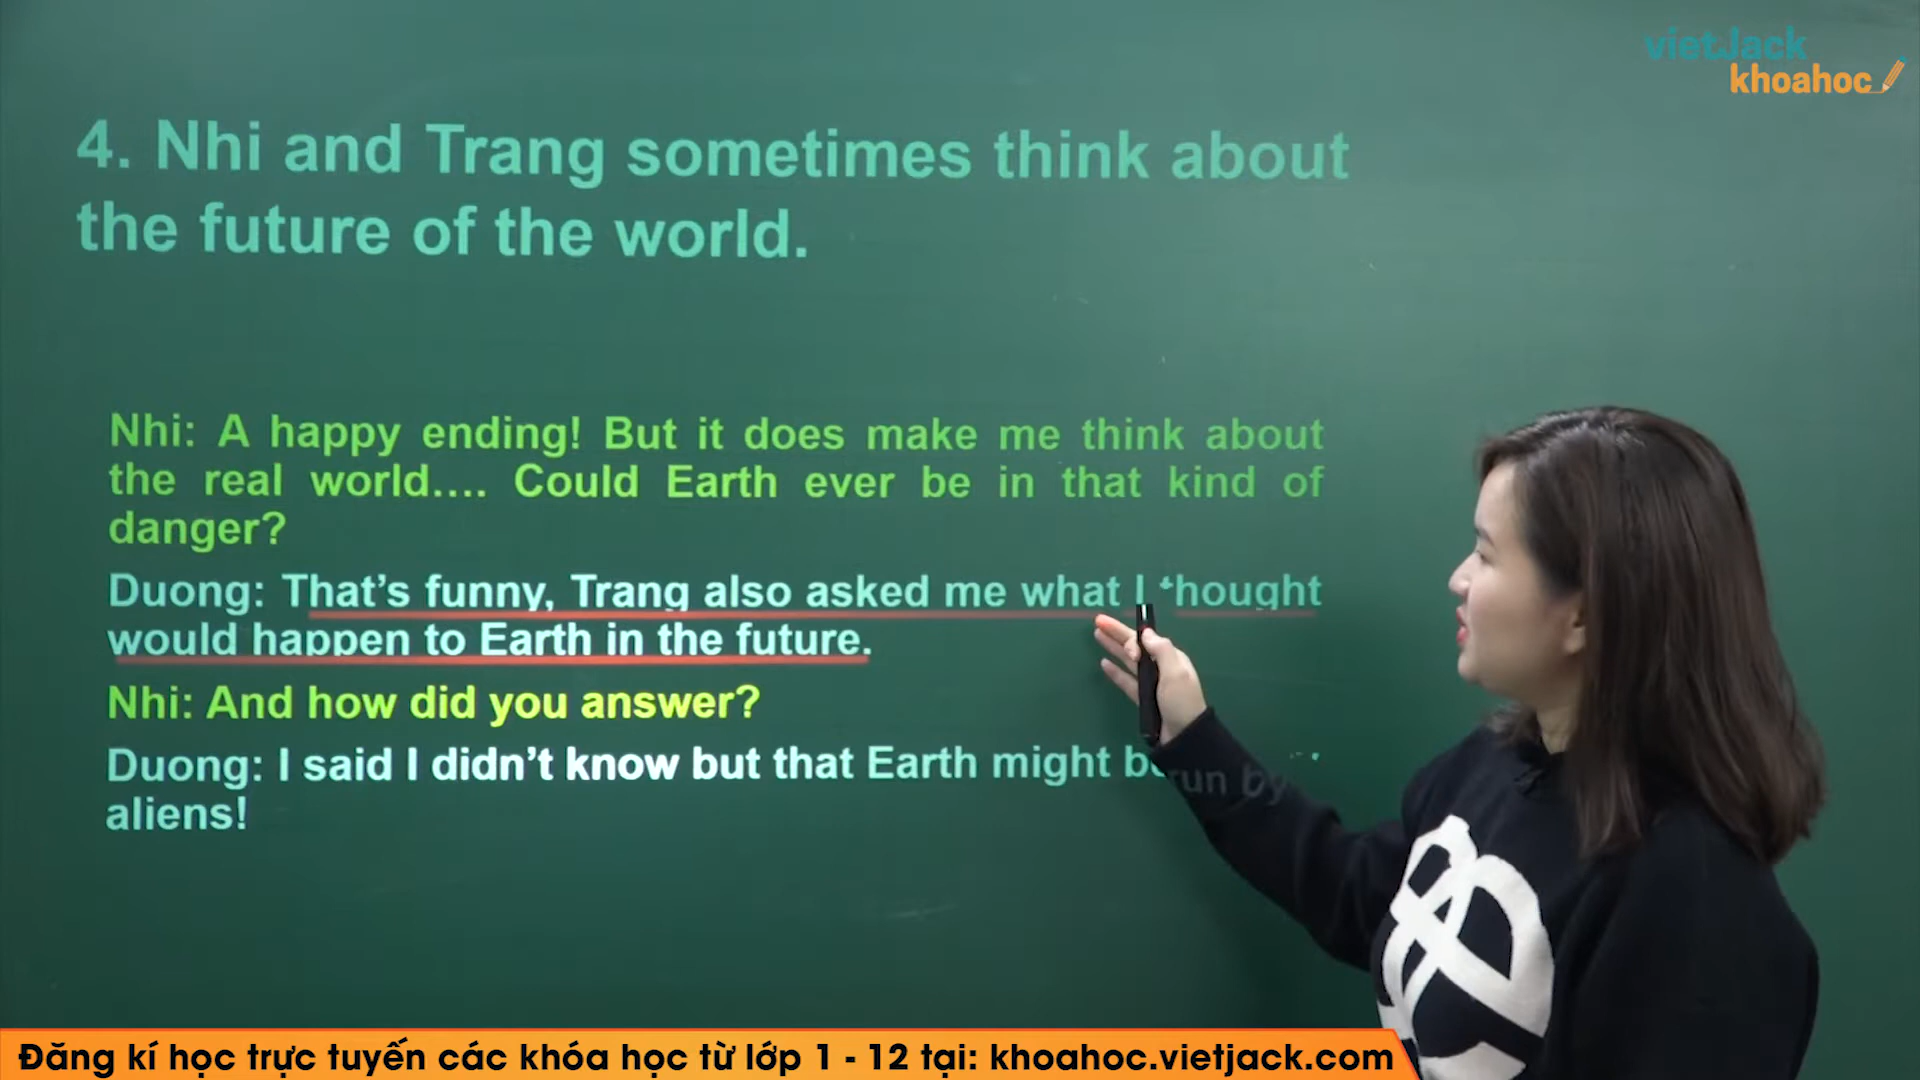 vietJack
khoahoc
4. Nhi and Trang sometimes think about
the future of the world.
Nhi: A happy ending! But it does make me think about
the real world.... Could Earth ever be in that kind of
danger?
Duong: That's funny, Trang also asked me what I thought
would happen to Earth in the future.
Nhi: And how did you answer?
Duong: I said I didn't know but that Earth might be run by
aliens!
Đăng kí học trực tuyến các khóa học từ lớp 1 - 12 tại: khoahoc.vietjack.com